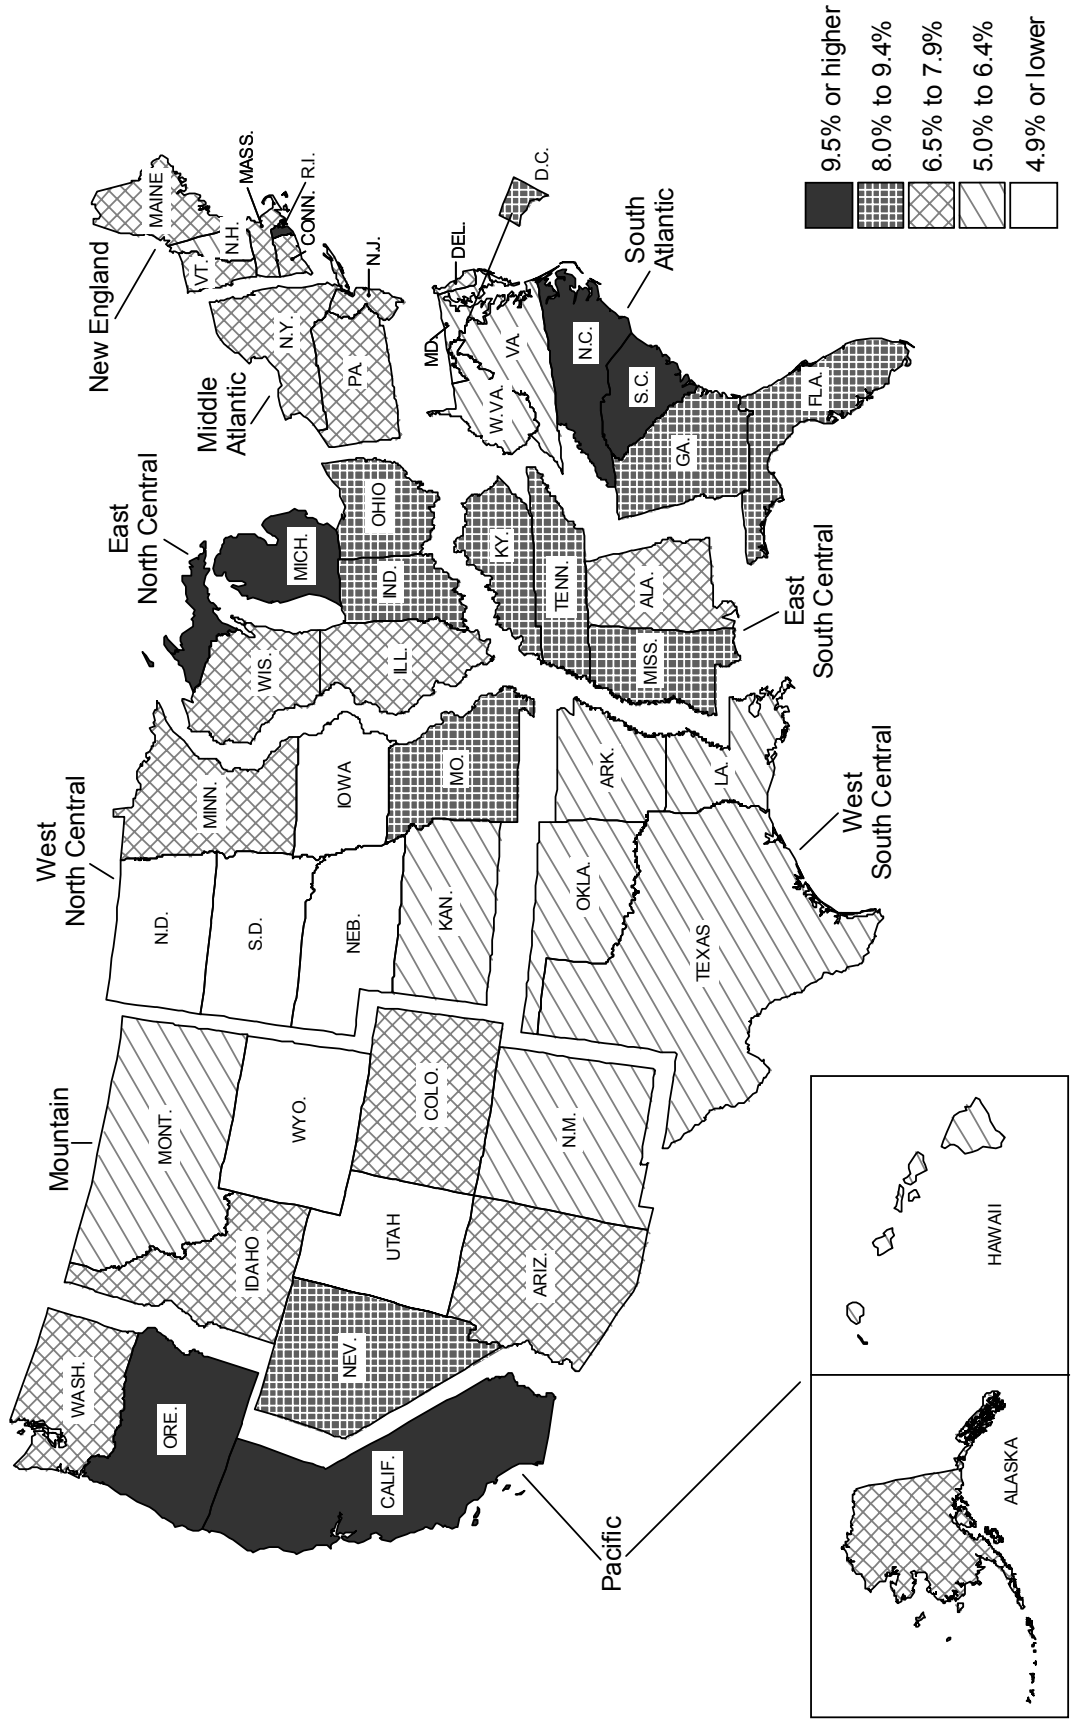 Pacific
Mountain
West
North Central
East
North Central
Middle
Atlantic
New England
West
South Central
East
South Central
South
Atlantic
WASH.
ORE.
CALIF.
NEV.
IDAHO
MONT.
WYO.
UTAH
COLO.
ARIZ.
N.M.
N.D.
S.D.
NEB.
KAN.
MINN.
IOWA
MO.
OKLA.
TEXAS
ARK.
LA.
WIS.
ILL.
MICH.
IND.
OHIO
KY.
TENN.
MISS.
ALA.
N.Y.
PA.
N.J.
VT.
N.H.
MAINE
MASS.
R.I.
CONN.
MD.
DEL.
D.C.
W.VA.
VA.
N.C.
S.C.
GA.
FLA.
ALASKA
HAWAII
9.5% or higher
8.0% to 9.4%
6.5% to 7.9%
5.0% to 6.4%
4.9% or lower